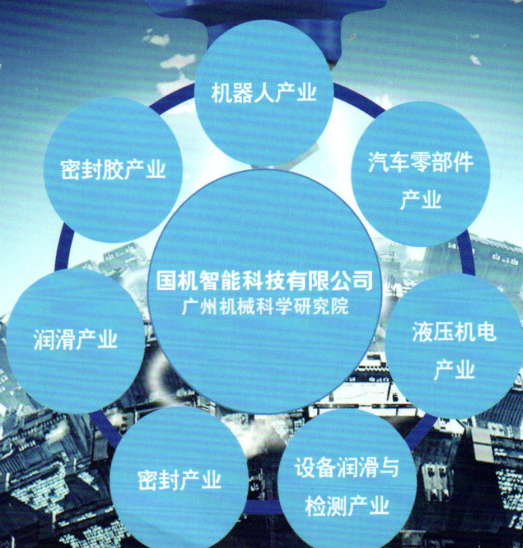 机器人产业
密封胶产业
汽车零部件
产业
国机智能科技有限公司
广州机械科学研究院
润滑产业
液压机电
产业
密封产业
设备润滑与
检测产业